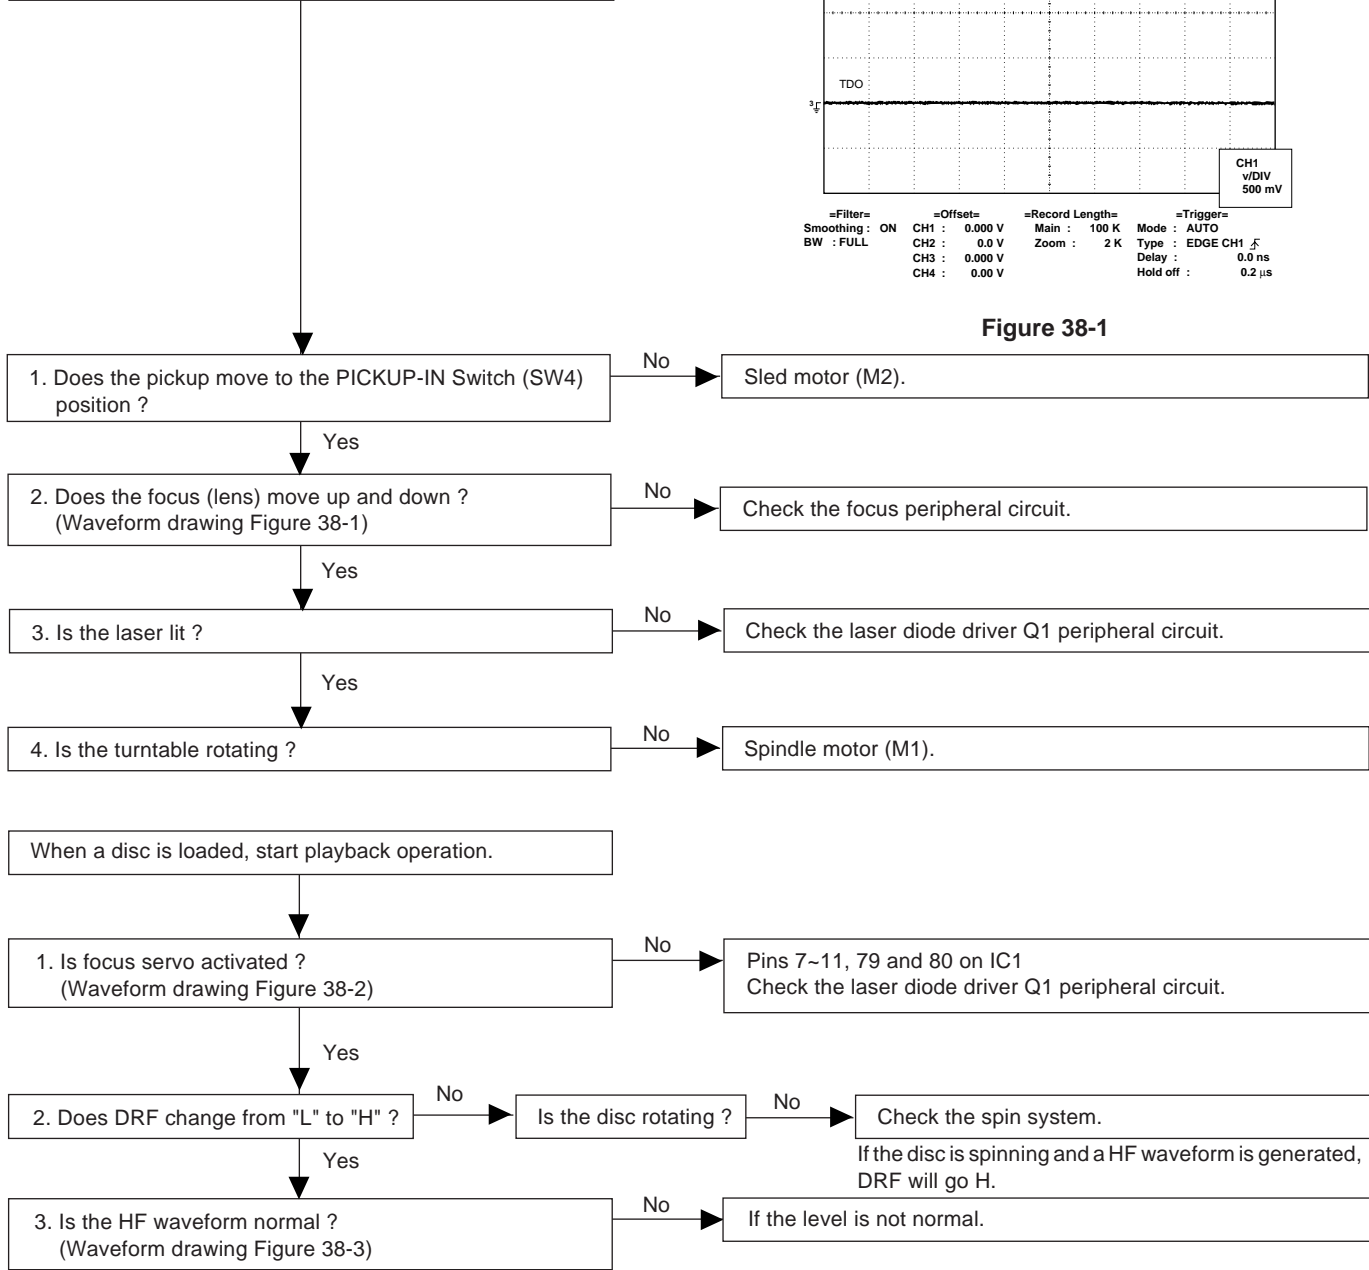 TDO
3
CH1
v/DIV
500 mV
=Filter= =Offset= =Record Length= =Trigger=
Smoothing : ON CH1 : 0.000 V Main : 100 K Mode : AUTO
BW : FULL CH2 : 0.0 V Zoom : 2 K Type : EDGE CH1
CH3 : 0.000 V Delay : 0.0 ns
CH4 : 0.00 V Hold off : 0.2 μs
Figure 38-1
1. Does the pickup move to the PICKUP-IN Switch (SW4)
position ?
No
Sled motor (M2).
Yes
2. Does the focus (lens) move up and down ?
(Waveform drawing Figure 38-1)
No
Check the focus peripheral circuit.
Yes
3. Is the laser lit ?
No
Check the laser diode driver Q1 peripheral circuit.
Yes
4. Is the turntable rotating ?
No
Spindle motor (M1).
When a disc is loaded, start playback operation.
1. Is focus servo activated ?
(Waveform drawing Figure 38-2)
No
Pins 7~11, 79 and 80 on IC1
Check the laser diode driver Q1 peripheral circuit.
Yes
2. Does DRF change from "L" to "H" ?
No
Is the disc rotating ?
No
Check the spin system.
If the disc is spinning and a HF waveform is generated,
DRF will go H.
Yes
3. Is the HF waveform normal ?
(Waveform drawing Figure 38-3)
No
If the level is not normal.